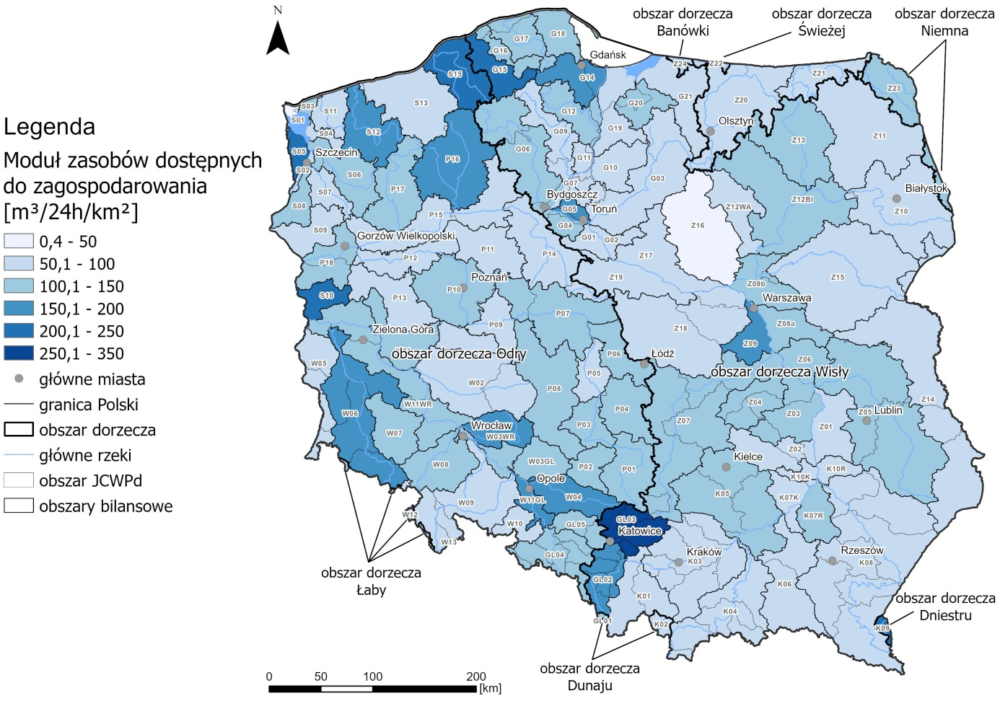 N
obszar dorzecza
Banówki
obszar dorzecza
Świeżej
obszar dorzecza
Niemna
Legenda
Moduł zasobów dostępnych
do zagospodarowania
[m³/24h/km²]
0,4 - 50
50,1 - 100
100,1 - 150
150,1 - 200
200,1 - 250
250,1 - 350
główne miasta
granica Polski
obszar dorzecza
główne rzeki
obszar JCWPd
obszary bilansowe
G17
G18
G16
G15
S15
Gdańsk
G14
Z24
Z22
Z21
Z23
Z20
G21
G20
G12
S13
S03
S11
S01
S04
S12
S05
Szczecin
S02
S06
S07
S08
P17
P16
G06
G09
G19
G11
G10
G07
G03
Olsztyn
Z13
Z11
Białystok
Z10
Z12BI
Z12WA
Z16
Bydgoszcz
G05
Toruń
G04
G01
G02
P15
S09
Gorzów Wielkopolski
P18
P12
P11
P14
Z17
Z19
Z15
Z08b
Warszawa
Z08a
S10
P13
P10
Poznań
P09
P07
Z18
Z09
Zielona Góra
obszar dorzecza Odry
P06
Łódź
W05
W02
P05
P08
obszar dorzecza Wisły
Z06
Z14
W11WR
W06
W07
Wrocław
W03WR
P04
P03
Z07
Z04
Z03
Z01
Z05
Lublin
Z02
Kielce
W08
W03GL
P02
P01
K10K
K10R
Opole
W04
W11GL
W09
W10
W12
W13
K05
K07K
K07R
GL03
Katowice
GL05
GL04
GL02
Kraków
K03
Rzeszów
K08
K06
K01
K04
GL01
K02
K09
obszar dorzecza
Łaby
obszar dorzecza
Dniestru
obszar dorzecza
Dunaju
0 50 100 200
[km]